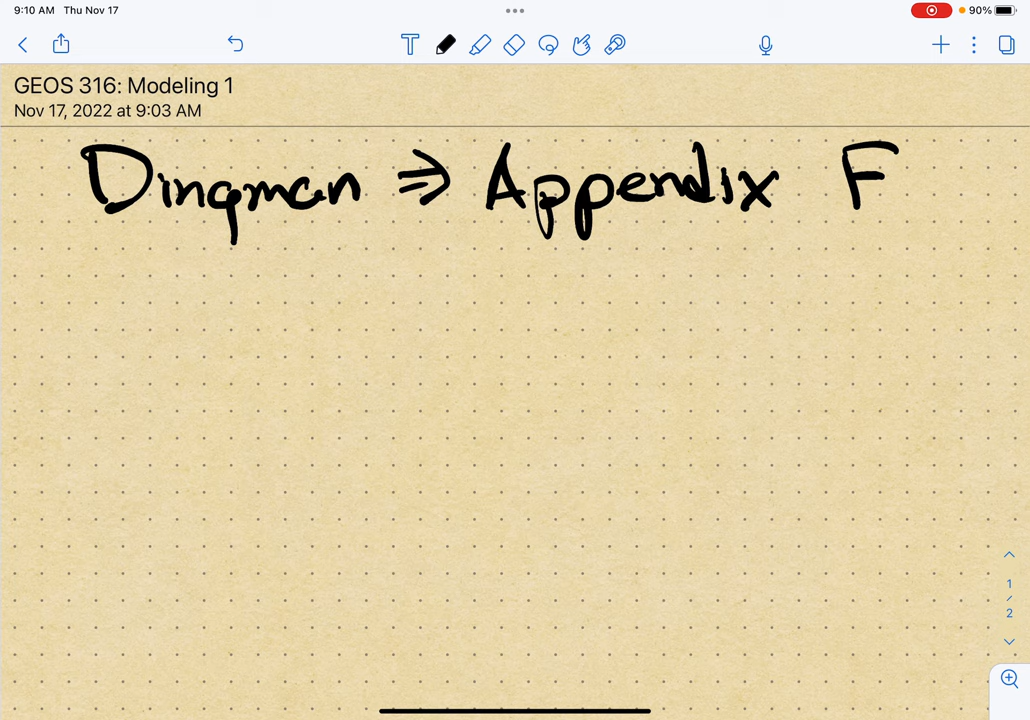 9:10 AM Thu Nov 17
90%
GEOS 316: Modeling 1
Nov 17, 2022 at 9:03 AM
Dingman ⇒ Appendix F
1
/
2